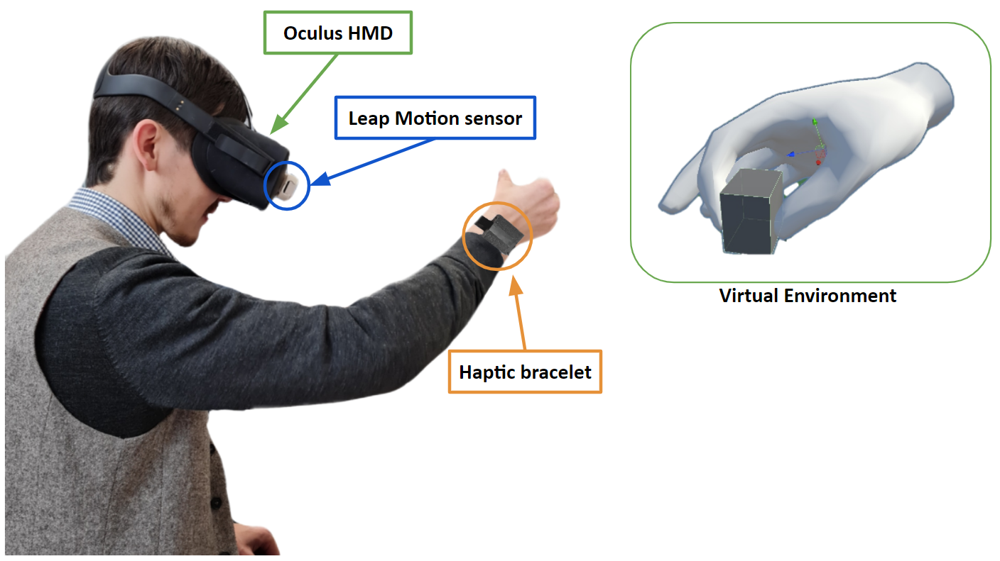 Oculus HMD
Leap Motion sensor
Haptic bracelet
Virtual Environment